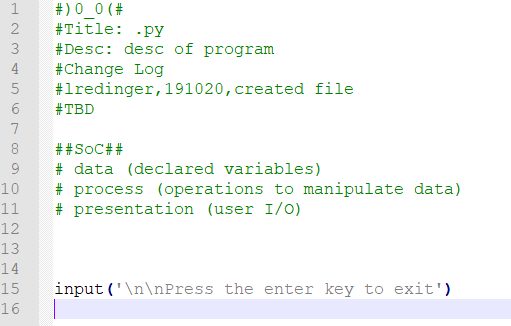 1 #)0_0(#
2 #Title: .py
3 #Desc: desc of program
4 #Change Log
5 #lredinger,191020,created file
6 #TBD
7
8 ##SoC##
9 # data (declared variables)
10 # process (operations to manipulate data)
11 # presentation (user I/O)
12
13
14
15 input('\n\nPress the enter key to exit')
16